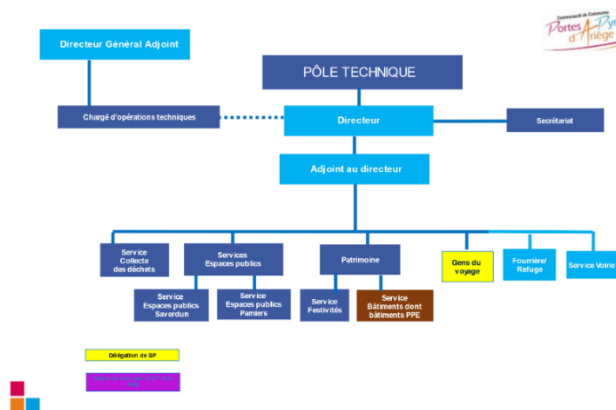 Communauté de Communes
Portes
d'Ariège
Directeur Général Adjoint
PÔLE TECHNIQUE
Chargé d'opérations techniques
Directeur
Secrétariat
Adjoint au directeur
Service
Collecte
des déchets
Services
Espaces publics
Patrimoine
Gens du
voyage
Fourrière/
Refuge
Service Voirie
Service
Espaces publics
Saverdun
Service
Espaces publics
Pamiers
Service
Festivités
Service
Bâtiments dont
bâtiments PPE
Délégation de SP